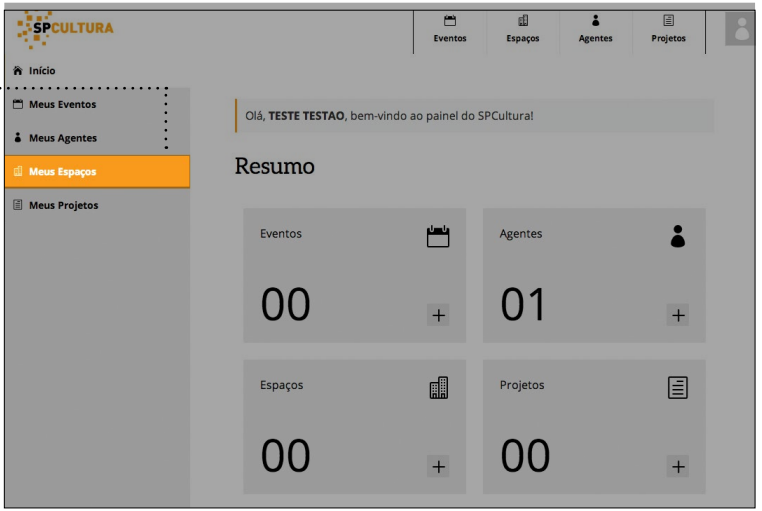 SPCULTURA
Eventos
Espaços
Agentes
Projetos
Início
Meus Eventos
Meus Agentes
Meus Espaços
Meus Projetos
Olá, TESTE TESTAO, bem-vindo ao painel do SPCultura!
Resumo
Eventos
00
+
Agentes
01
+
Espaços
00
+
Projetos
00
+